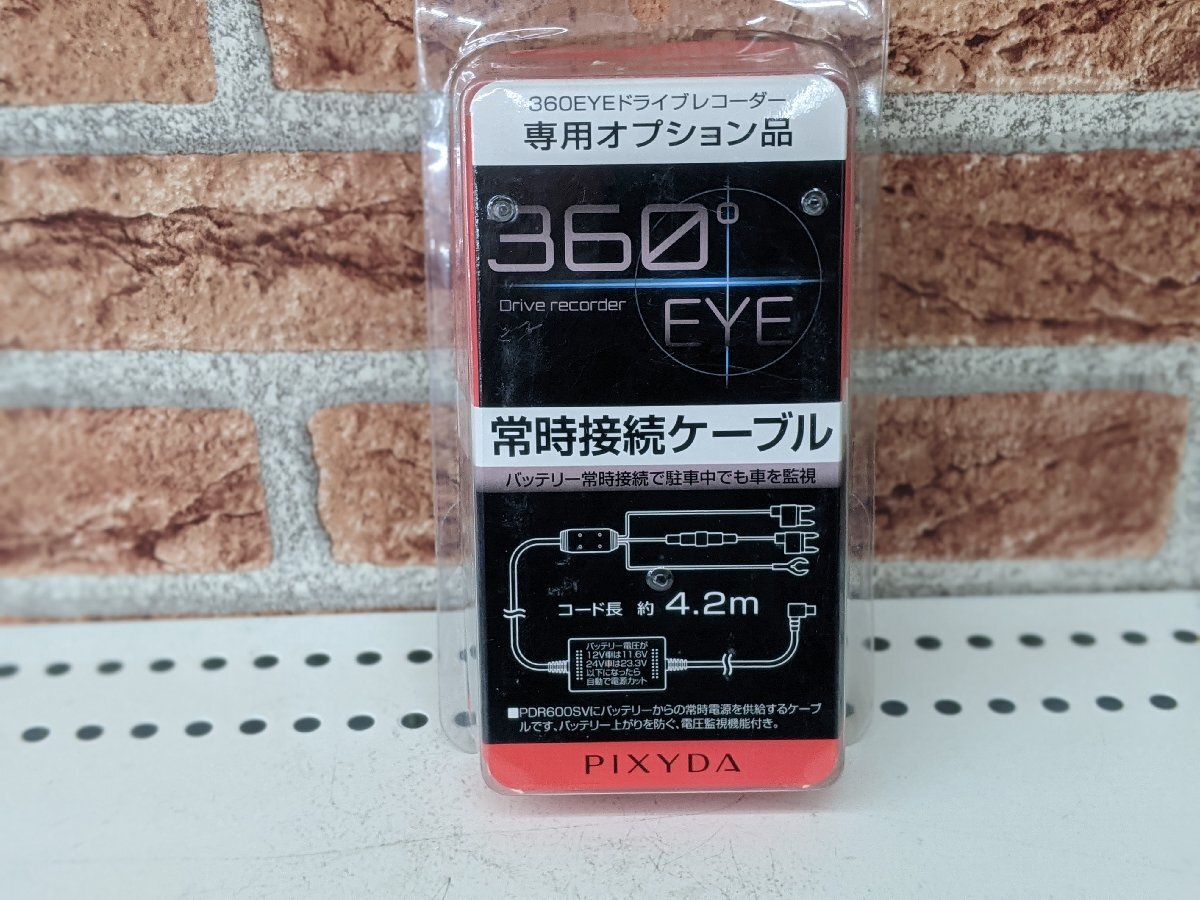 360EYEドライブレコーダー
専用オプション品
360°
Drive recorder
EYE
常時接続ケーブル
バッテリー常時接続で駐車中でも車を監視
コード長 約 4.2m
バッテリー電圧が
12V車は11.6V
24V車は23.3V
以下になったら
自動で電源カット
■PDR600SVにバッテリーからの常時電源を供給するケーブ
ルです、バッテリー上がりを防ぐ、電圧監視機能付き。
PIXYDA